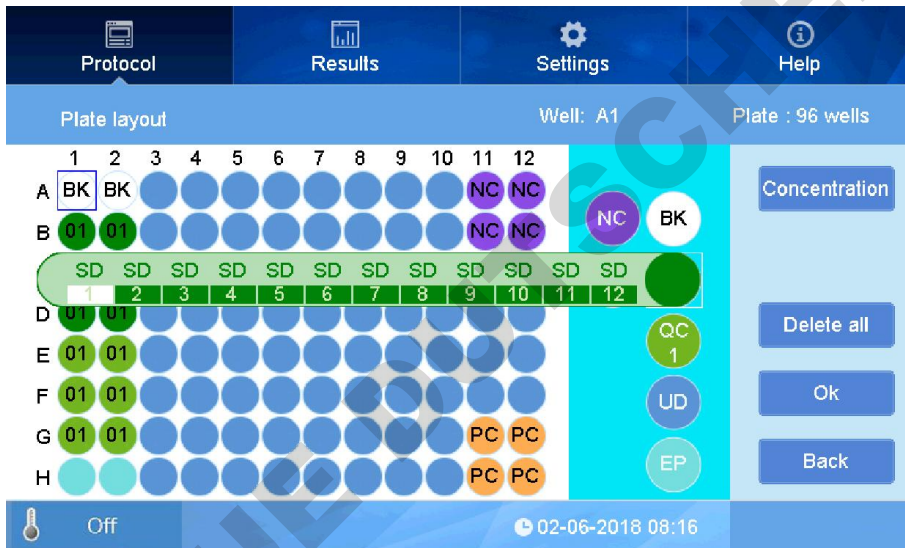 Protocol Results Settings Help
Plate layout Well: A1 Plate : 96 wells
1 2 3 4 5 6 7 8 9 10 11 12
A BK BK NC NC NC BK Concentration
B 01 01 NC NC
SD SD SD SD SD SD SD SD SD SD SD SD
1 2 3 4 5 6 7 8 9 10 11 12
D 01 01 Delete all
E 01 01 QC 1
F 01 01 UD Ok
G 01 01 PC PC
H PC PC EP Back
Off 02-06-2018 08:16